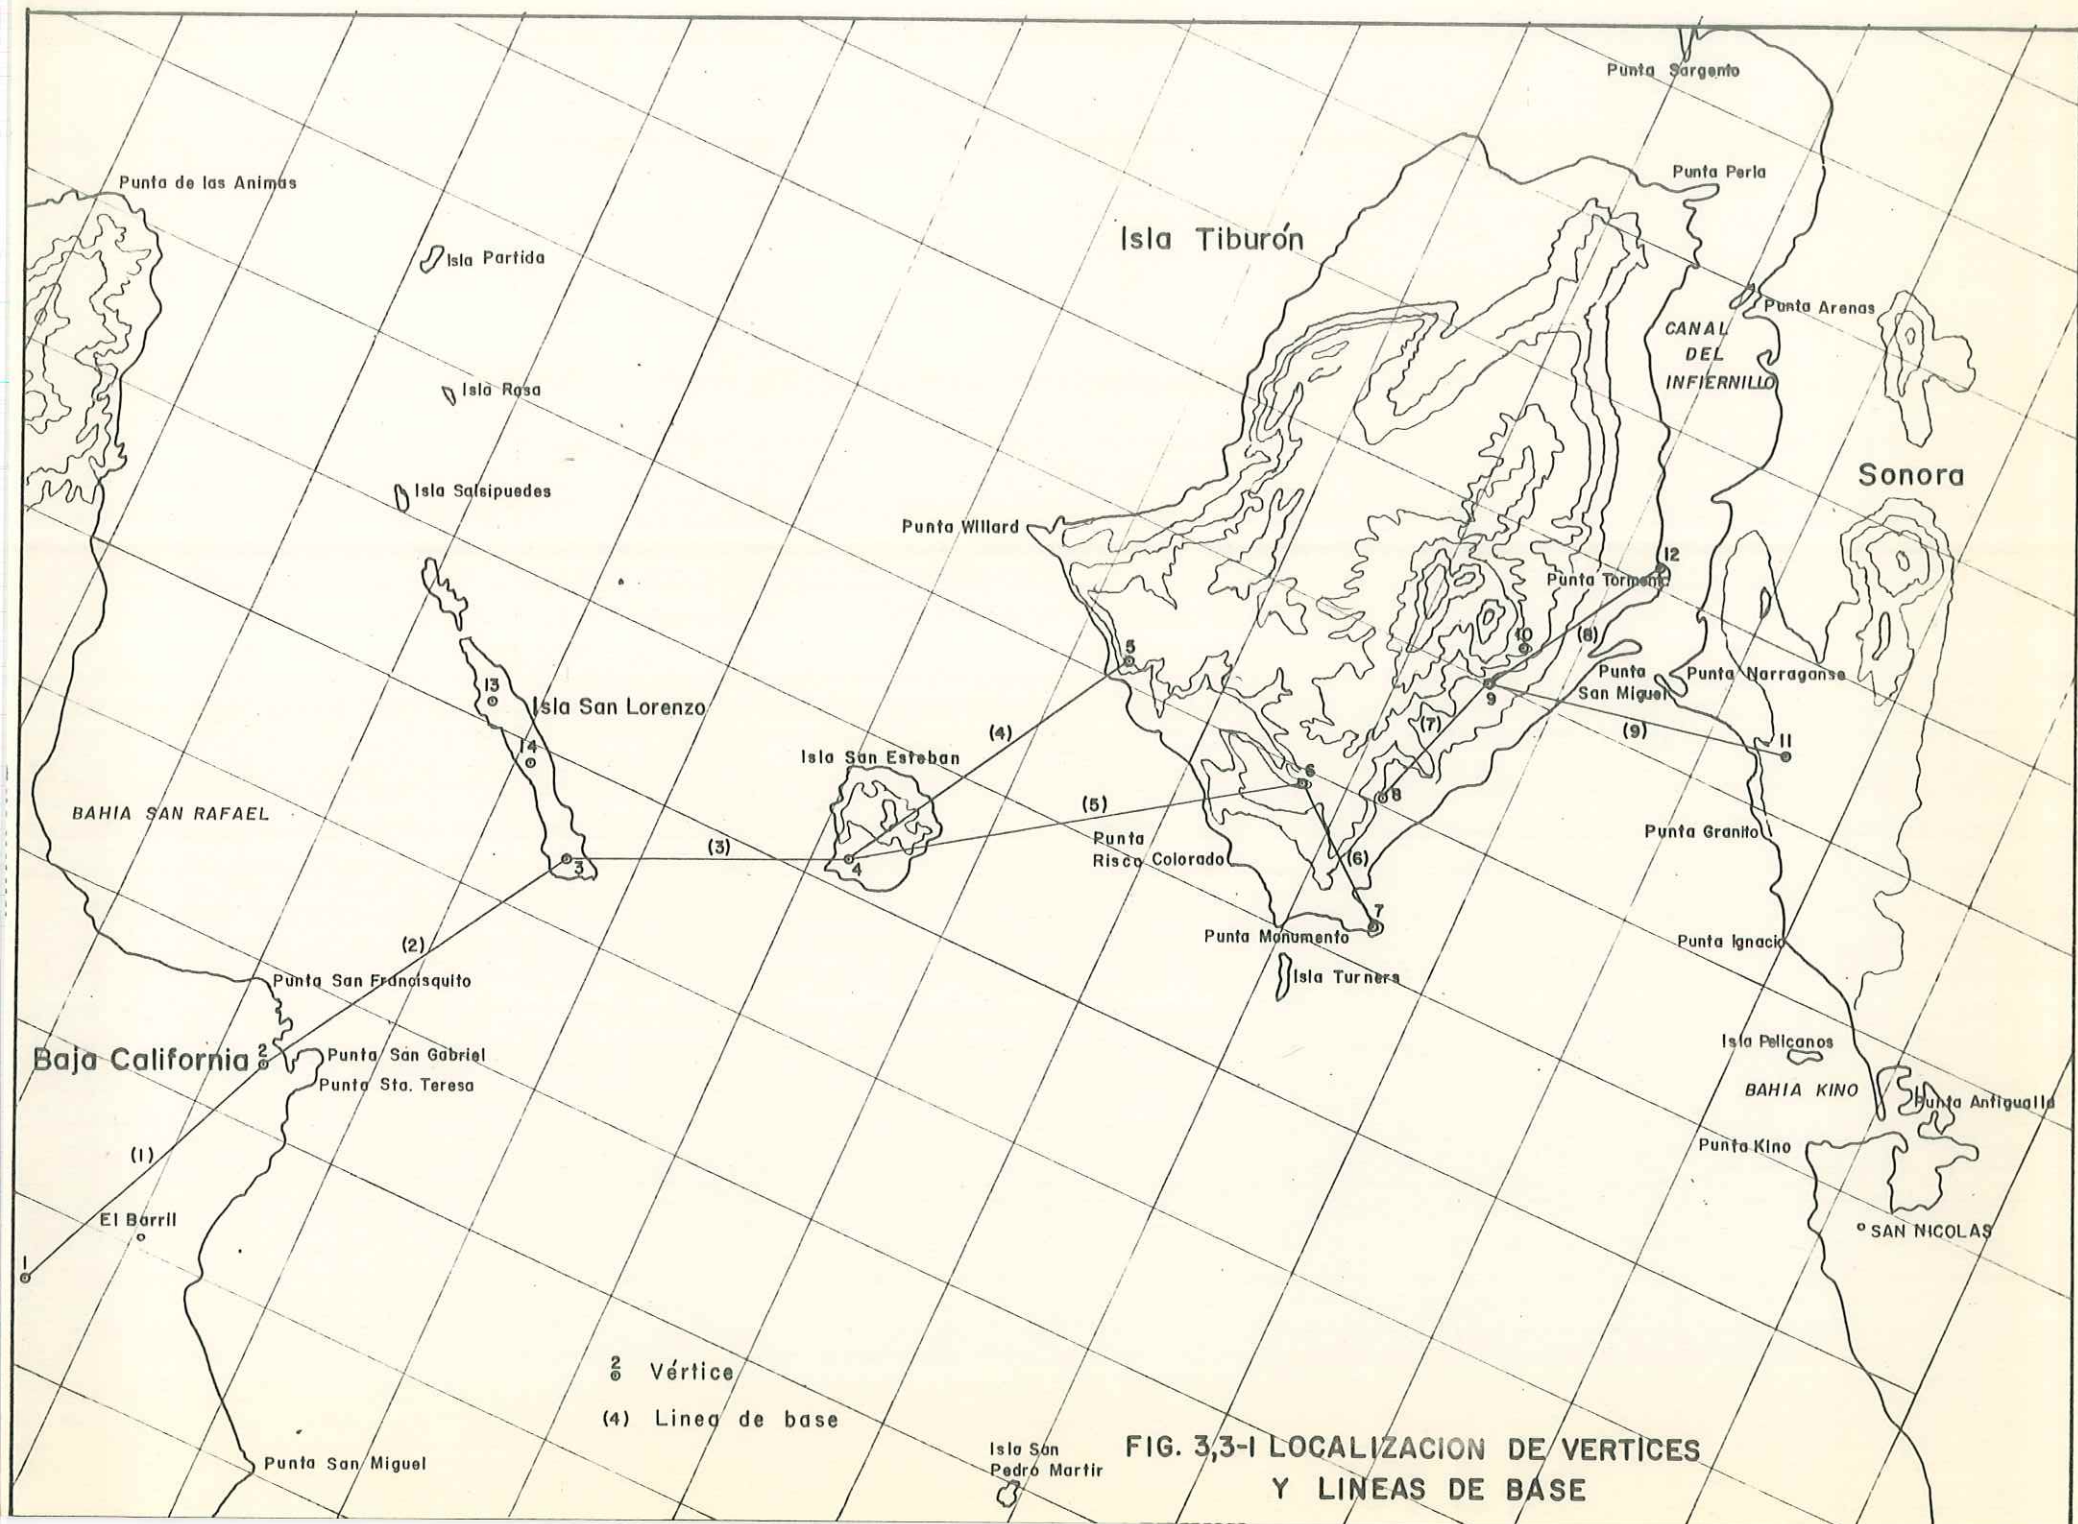 Punta Sargento
Punta de las Animas
Punta Perla
Isla Tiburón
Isla Partida
Punta Arenas
CANAL
DEL
INFIERNILLO
Isla Rasa
Sonora
Isla Salsipuedes
Punta Willard
12
Punta Tormenta
10
(8)
5
Punta
San Miguel
Punta Narraganse
13
9
Isla San Lorenzo
(7)
(4)
(9)
11
14
Isla San Esteban
6
8
(5)
BAHIA SAN RAFAEL
Punta Granito
Punta
Risco Colorado
(3)
(6)
3
4
7
Punta Monumento
Punta Ignacio
(2)
Isla Turners
Punta San Francisquito
Isla Pelicanos
Baja California
2
Punta San Gabriel
Punta Sta. Teresa
BAHIA KINO
Punta Antigualla
Punta Kino
(1)
El Barril
SAN NICOLAS
1
2
Vértice
(4) Linea de base
Isla San
Pedro Martir
Punta San Miguel
FIG. 3,3-1 LOCALIZACION DE VERTICES
Y LINEAS DE BASE